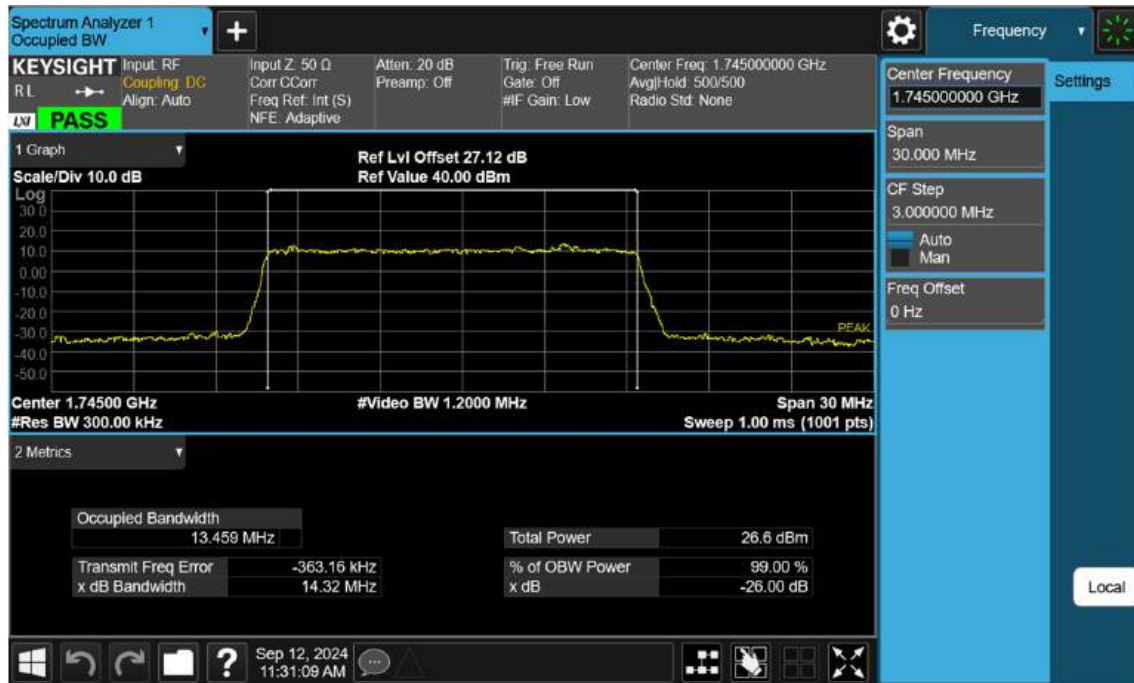 Spectrum Analyzer 1
Occupied BW
+
Frequency
KEYSIGHT
RL
LXI PASS
Input: RF
Coupling: DC
Align: Auto
Input Z: 50 Ω
Corr CCorr
Freq Ref: Int (S)
NFE: Adaptive
Atten: 20 dB
Preamp: Off
Trig: Free Run
Gate: Off
#IF Gain: Low
Center Freq: 1.745000000 GHz
Avg|Hold: 500/500
Radio Std: None
1 Graph
Scale/Div 10.0 dB
Ref Lvl Offset 27.12 dB
Ref Value 40.00 dBm
Log
30.0
20.0
10.0
0.00
-10.0
-20.0
-30.0
-40.0
-50.0
PEAK
Center 1.74500 GHz
#Res BW 300.00 kHz
#Video BW 1.2000 MHz
Span 30 MHz
Sweep 1.00 ms (1001 pts)
2 Metrics
Occupied Bandwidth
13.459 MHz
Transmit Freq Error -363.16 kHz
x dB Bandwidth 14.32 MHz
Total Power 26.6 dBm
% of OBW Power 99.00 %
x dB -26.00 dB
Center Frequency
1.745000000 GHz
Span
30.000 MHz
CF Step
3.000000 MHz
Auto
Man
Freq Offset
0 Hz
Settings
Local
?
Sep 12, 2024
11:31:09 AM